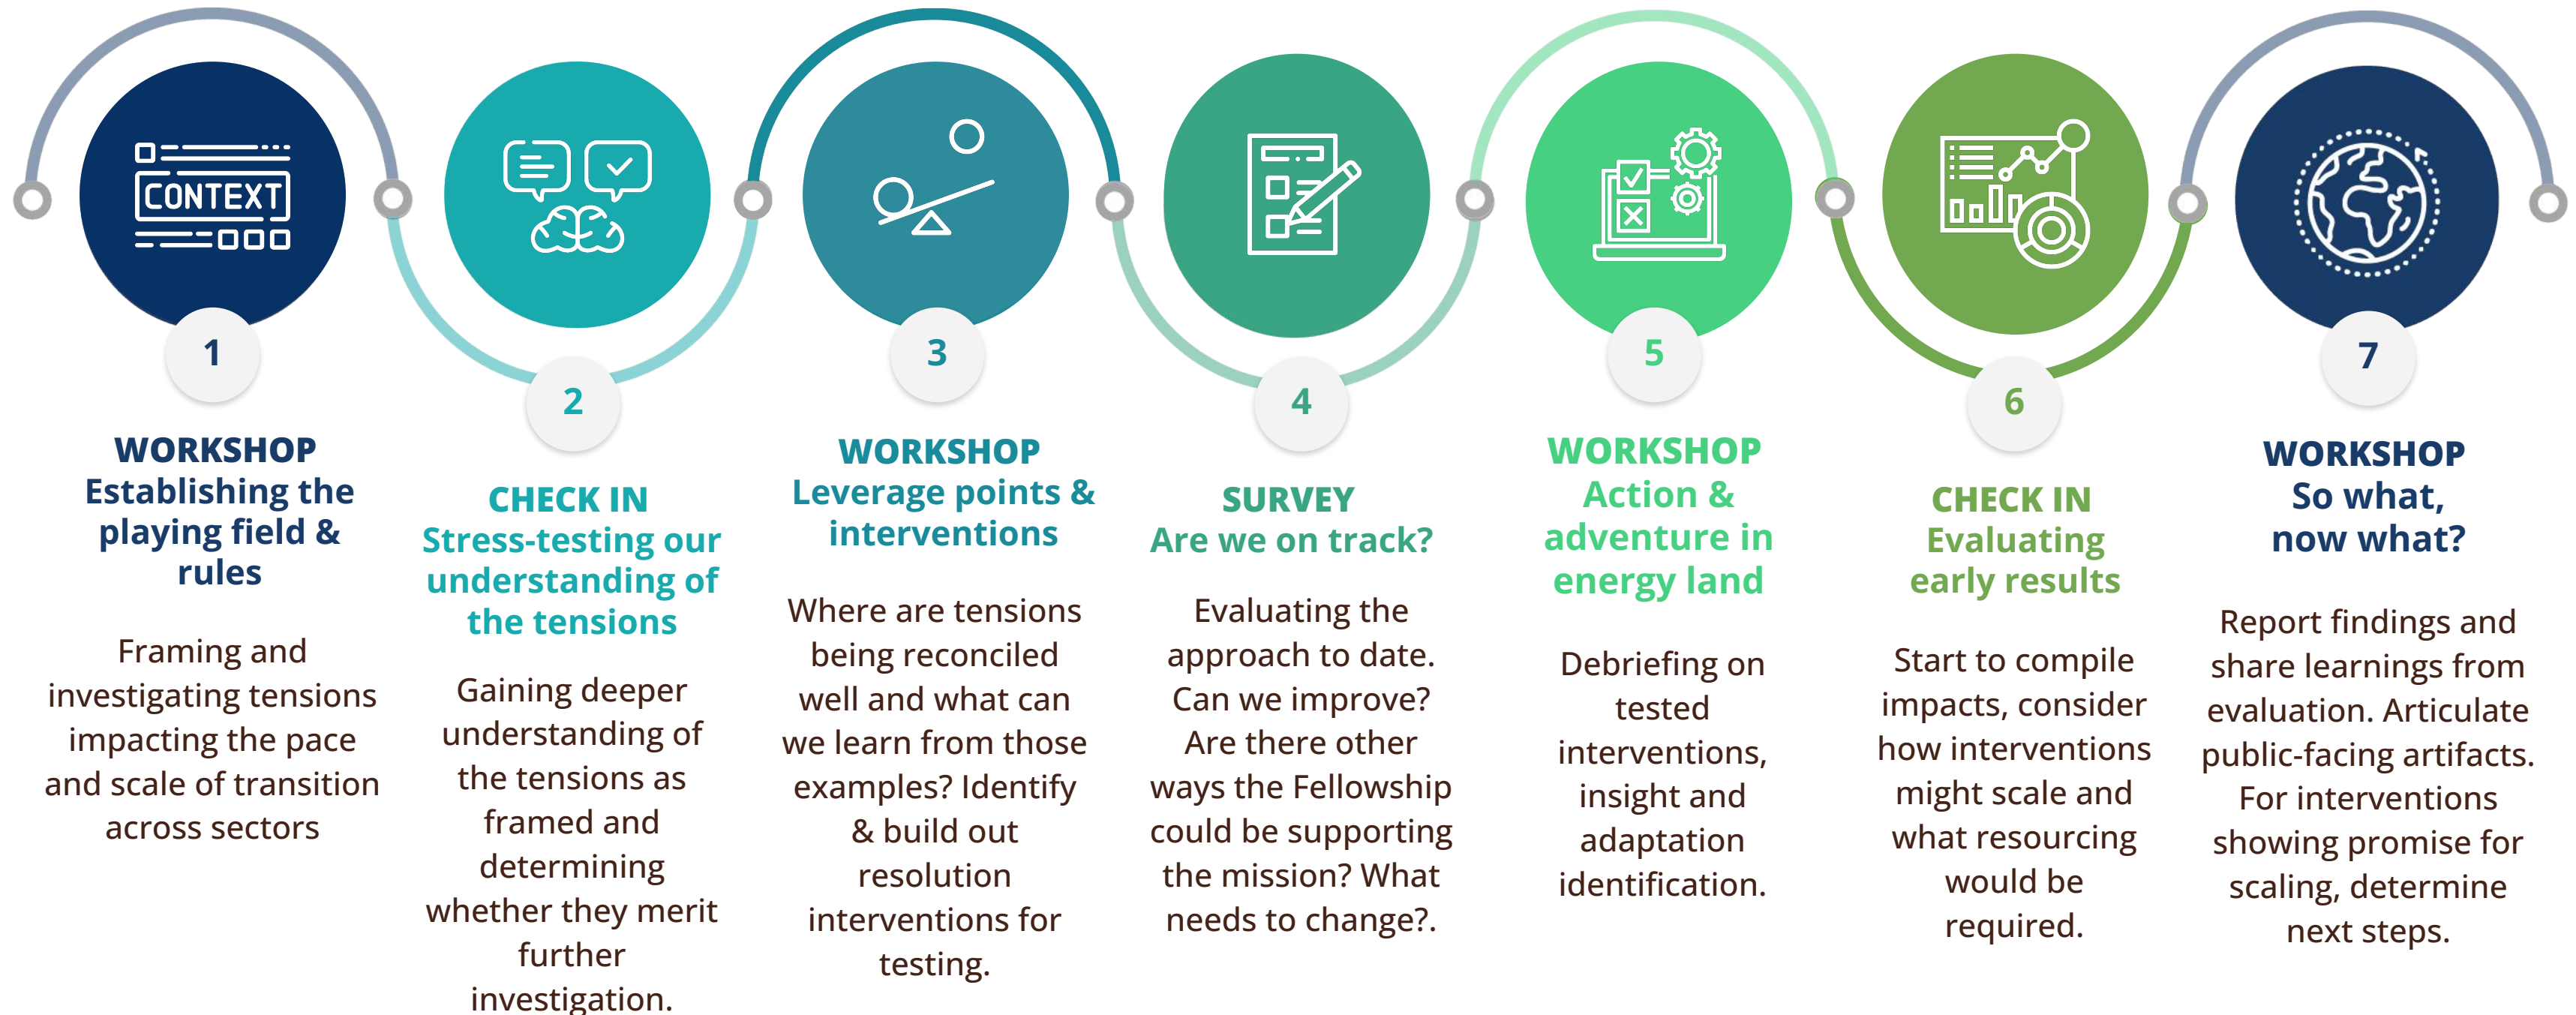 CONTEXT
1
WORKSHOP
Establishing the
playing field &
rules
Framing and
investigating tensions
impacting the pace
and scale of transition
across sectors
2
CHECK IN
Stress-testing our
understanding of
the tensions
Gaining deeper
understanding of
the tensions as
framed and
determining
whether they merit
further
investigation.
3
WORKSHOP
Leverage points &
interventions
Where are tensions
being reconciled
well and what can
we learn from those
examples? Identify
& build out
resolution
interventions for
testing.
4
SURVEY
Are we on track?
Evaluating the
approach to date.
Can we improve?
Are there other
ways the Fellowship
could be supporting
the mission? What
needs to change?.
5
WORKSHOP
Action &
adventure in
energy land
Debriefing on
tested
interventions,
insight and
adaptation
identification.
6
CHECK IN
Evaluating
early results
Start to compile
impacts, consider
how interventions
might scale and
what resourcing
would be
required.
7
WORKSHOP
So what,
now what?
Report findings and
share learnings from
evaluation. Articulate
public-facing artifacts.
For interventions
showing promise for
scaling, determine
next steps.